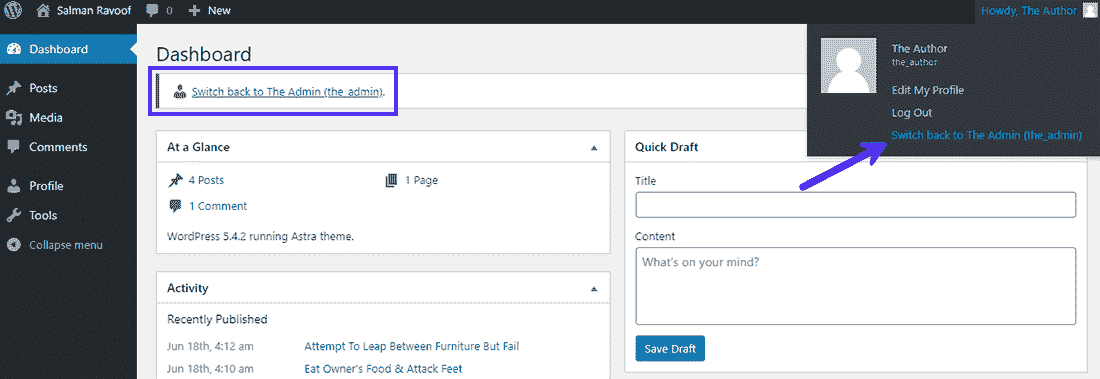 Salman Ravoof 0 New Howdy, The Author
Dashboard
Posts
Media
Comments
Profile
Tools
Collapse menu
Dashboard
Switch back to The Admin (the_admin).
The Author
the_author
Edit My Profile
Log Out
Switch back to The Admin (the_admin)
At a Glance
4 Posts 1 Page
1 Comment
WordPress 5.4.2 running Astra theme.
Activity
Recently Published
Jun 18th, 4:12 am Attempt To Leap Between Furniture But Fail
Jun 18th, 4:10 am Eat Owner's Food & Attack Feet
Quick Draft
Title
Content
What's on your mind?
Save Draft